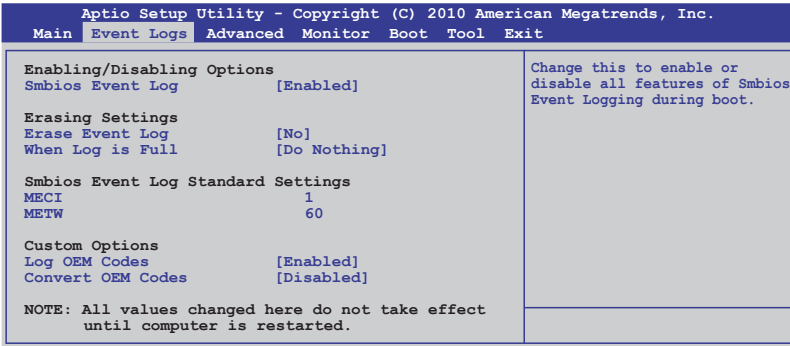 Aptio Setup Utility - Copyright (C) 2010 American Megatrends, Inc.
Main Event Logs Advanced Monitor Boot Tool Exit
Enabling/Disabling Options
Smbios Event Log [Enabled]
Erasing Settings
Erase Event Log [No]
When Log is Full [Do Nothing]
Smbios Event Log Standard Settings
MECI 1
METW 60
Custom Options
Log OEM Codes [Enabled]
Convert OEM Codes [Disabled]
NOTE: All values changed here do not take effect
until computer is restarted.
Change this to enable or
disable all features of Smbios
Event Logging during boot.